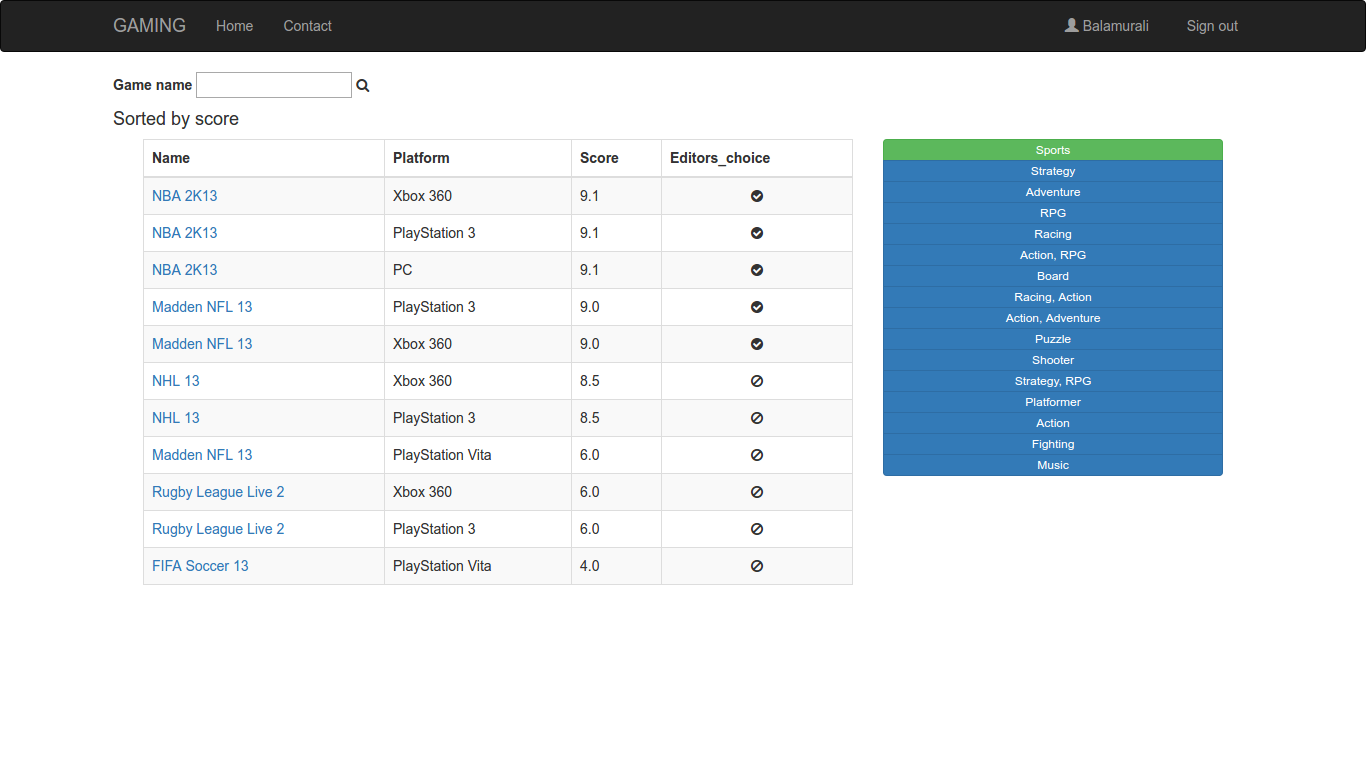 GAMING Home Contact Balamurali Sign out
Game name
Sorted by score
Name Platform Score Editors_choice
NBA 2K13 Xbox 360 9.1
NBA 2K13 PlayStation 3 9.1
NBA 2K13 PC 9.1
Madden NFL 13 PlayStation 3 9.0
Madden NFL 13 Xbox 360 9.0
NHL 13 Xbox 360 8.5
NHL 13 PlayStation 3 8.5
Madden NFL 13 PlayStation Vita 6.0
Rugby League Live 2 Xbox 360 6.0
Rugby League Live 2 PlayStation 3 6.0
FIFA Soccer 13 PlayStation Vita 4.0
Sports
Strategy
Adventure
RPG
Racing
Action, RPG
Board
Racing, Action
Action, Adventure
Puzzle
Shooter
Strategy, RPG
Platformer
Action
Fighting
Music